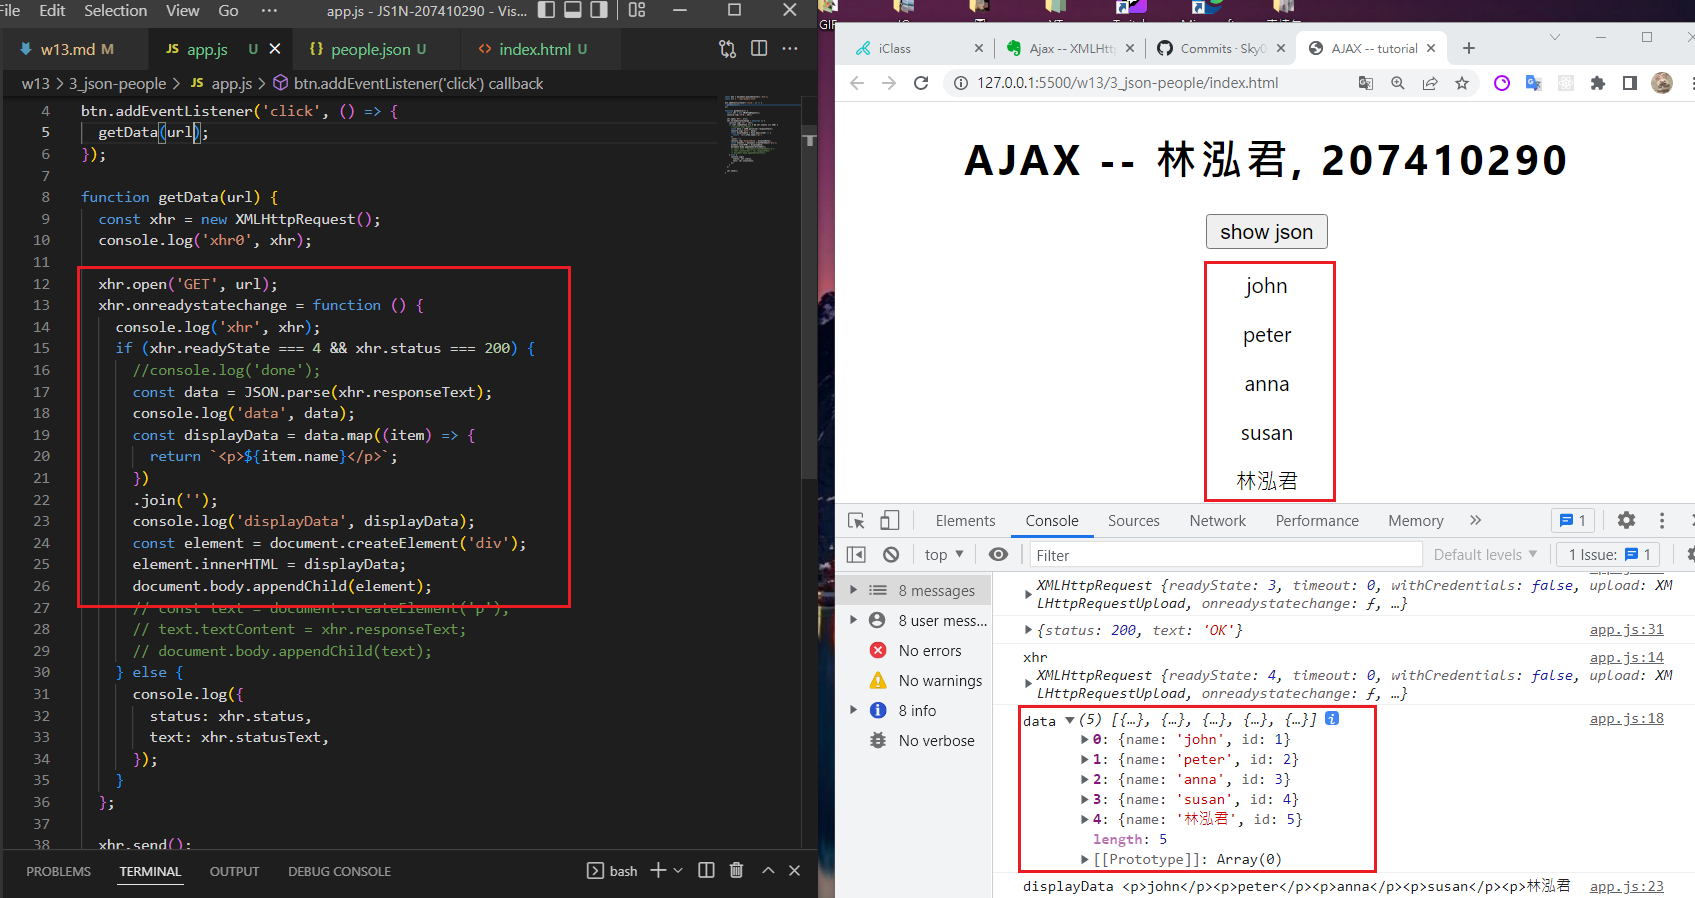 File Edit Selection View Go ··· app.js - JS1N-207410290 - Vis...
w13.md M JS app.js U {} people.json U <> index.html U ···
w13 > 3_json-people > JS app.js > btn.addEventListener('click') callback
4 btn.addEventListener('click', () => {
5 getData(url);
6 });
7
8 function getData(url) {
9 const xhr = new XMLHttpRequest();
10 console.log('xhr0', xhr);
11
12 xhr.open('GET', url);
13 xhr.onreadystatechange = function () {
14 console.log('xhr', xhr);
15 if (xhr.readyState === 4 && xhr.status === 200) {
16 //console.log('done');
17 const data = JSON.parse(xhr.responseText);
18 console.log('data', data);
19 const displayData = data.map((item) => {
20 return `<p>${item.name}</p>`;
21 })
22 .join('');
23 console.log('displayData', displayData);
24 const element = document.createElement('div');
25 element.innerHTML = displayData;
26 document.body.appendChild(element);
27 // const text = document.createElement('p');
28 // text.textContent = xhr.responseText;
29 // document.body.appendChild(text);
30 } else {
31 console.log({
32 status: xhr.status,
33 text: xhr.statusText,
34 });
35 }
36 };
37
38 xhr.send();
PROBLEMS TERMINAL OUTPUT DEBUG CONSOLE bash
iClass Ajax -- XMLHtt Commits · Sky AJAX -- tutorial
127.0.0.1:5500/w13/3_json-people/index.html
AJAX -- 林泓君, 207410290
show json
john
peter
anna
susan
林泓君
Elements Console Sources Network Performance Memory >> 1
top Filter Default levels 1 Issue: 1
8 messages
8 user mess...
No errors
No warnings
8 info
No verbose
XMLHttpRequest {readyState: 3, timeout: 0, withCredentials: false, upload: XM
LHttpRequestUpload, onreadystatechange: ƒ, …}
{status: 200, text: 'OK'} app.js:31
xhr app.js:14
XMLHttpRequest {readyState: 4, timeout: 0, withCredentials: false, upload: XM
LHttpRequestUpload, onreadystatechange: ƒ, …}
data (5) [{…}, {…}, {…}, {…}, {…}] app.js:18
0: {name: 'john', id: 1}
1: {name: 'peter', id: 2}
2: {name: 'anna', id: 3}
3: {name: 'susan', id: 4}
4: {name: '林泓君', id: 5}
length: 5
[[Prototype]]: Array(0)
displayData <p>john</p><p>peter</p><p>anna</p><p>susan</p><p>林泓君 app.js:23